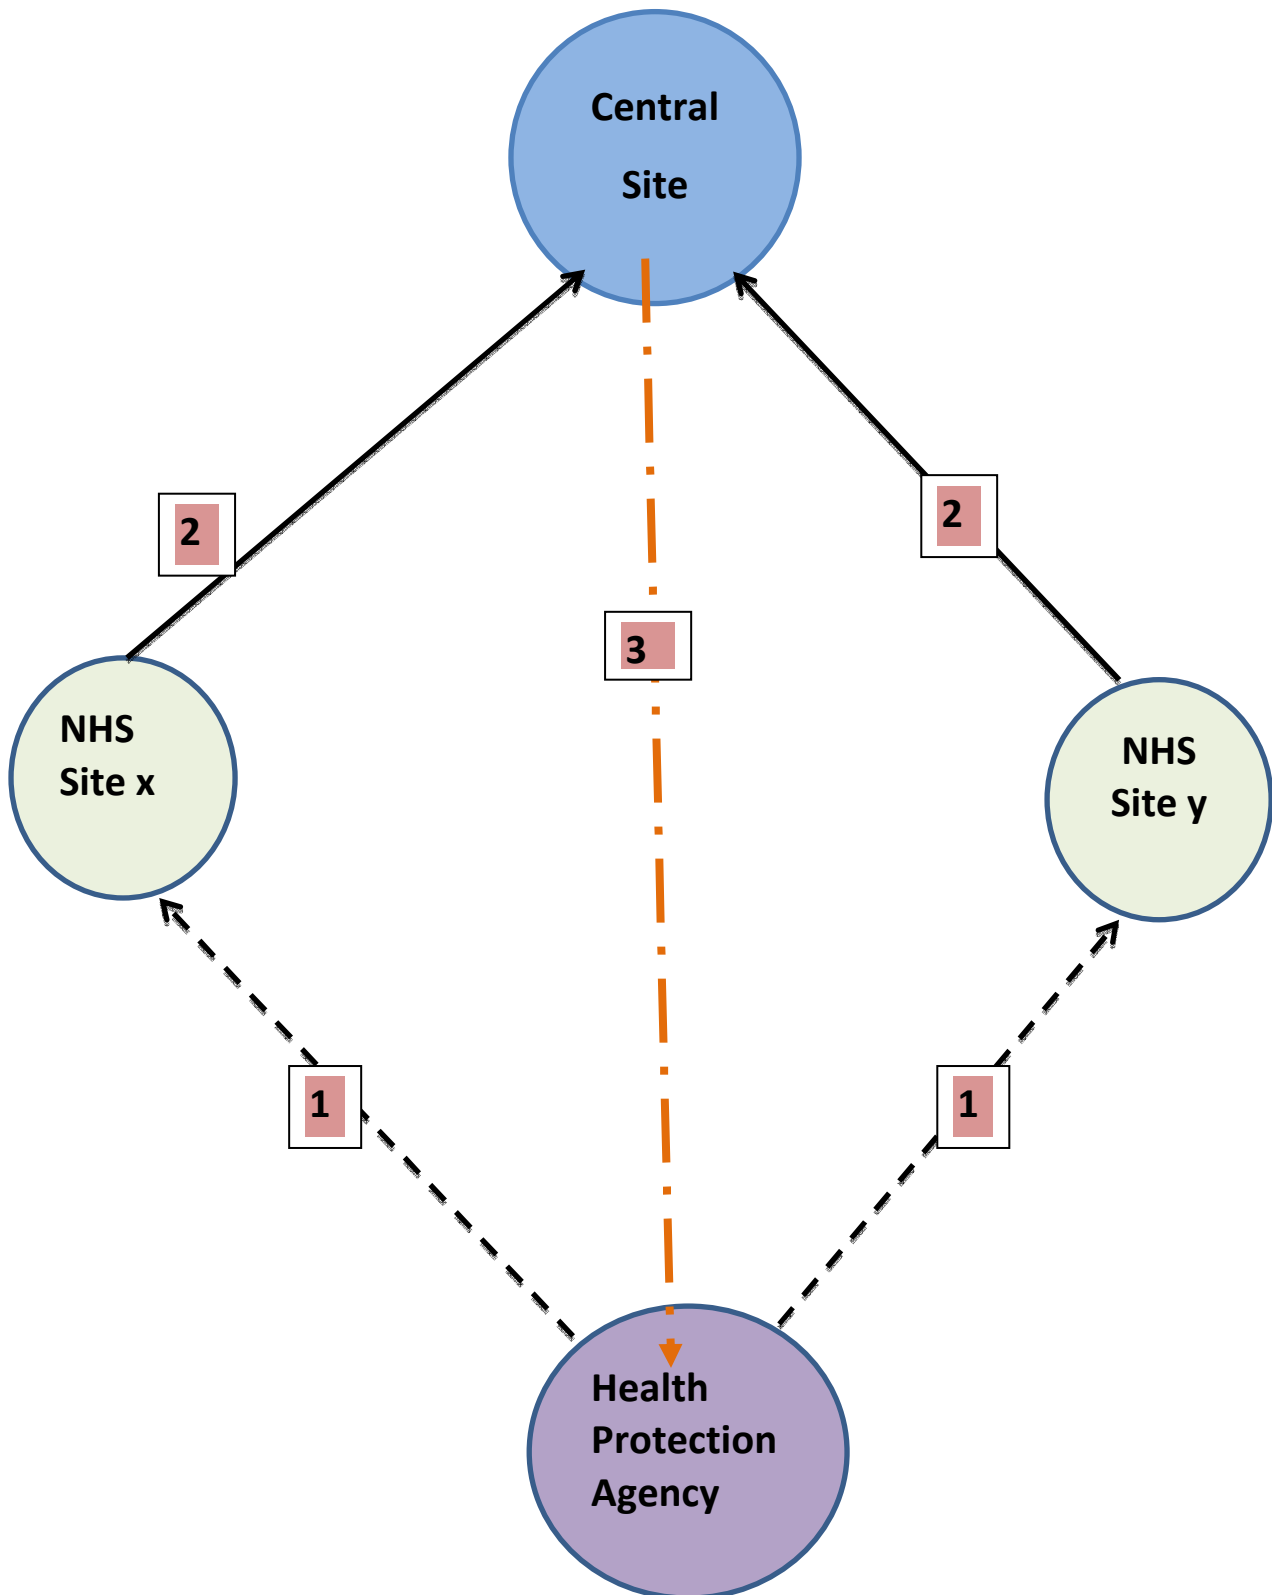 Central
Site
2
2
3
NHS
Site x
NHS
Site y
1
1
Health
Protection
Agency